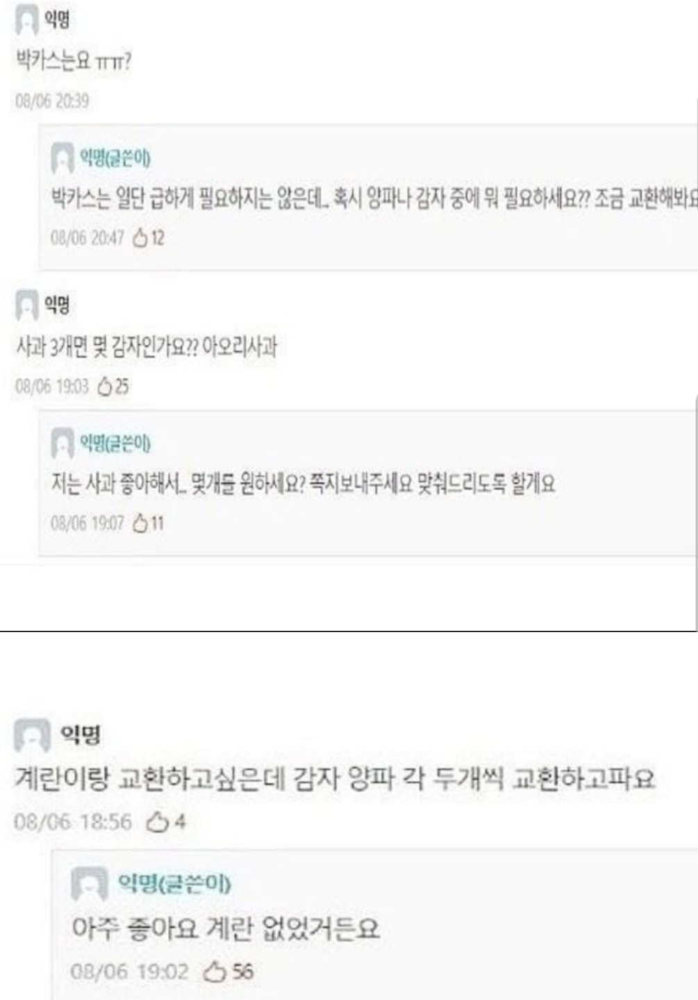 익명
박카스는요 ㅠㅠ?
08/06 20:39
익명(글쓴이)
박카스는 일단 급하게 필요하지는 않은데.. 혹시 양파나 감자 중에 뭐 필요하세요?? 조금 교환해봐요
08/06 20:47 12
익명
사과 3개면 몇 감자인가요?? 아오리사과
08/06 19:03 25
익명(글쓴이)
저는 사과 좋아해서.. 몇개를 원하세요? 쪽지보내주세요 맞춰드리도록 할게요
08/06 19:07 11
익명
계란이랑 교환하고싶은데 감자 양파 각 두개씩 교환하고파요
08/06 18:56 4
익명(글쓴이)
아주 좋아요 계란 없었거든요
08/06 19:02 56